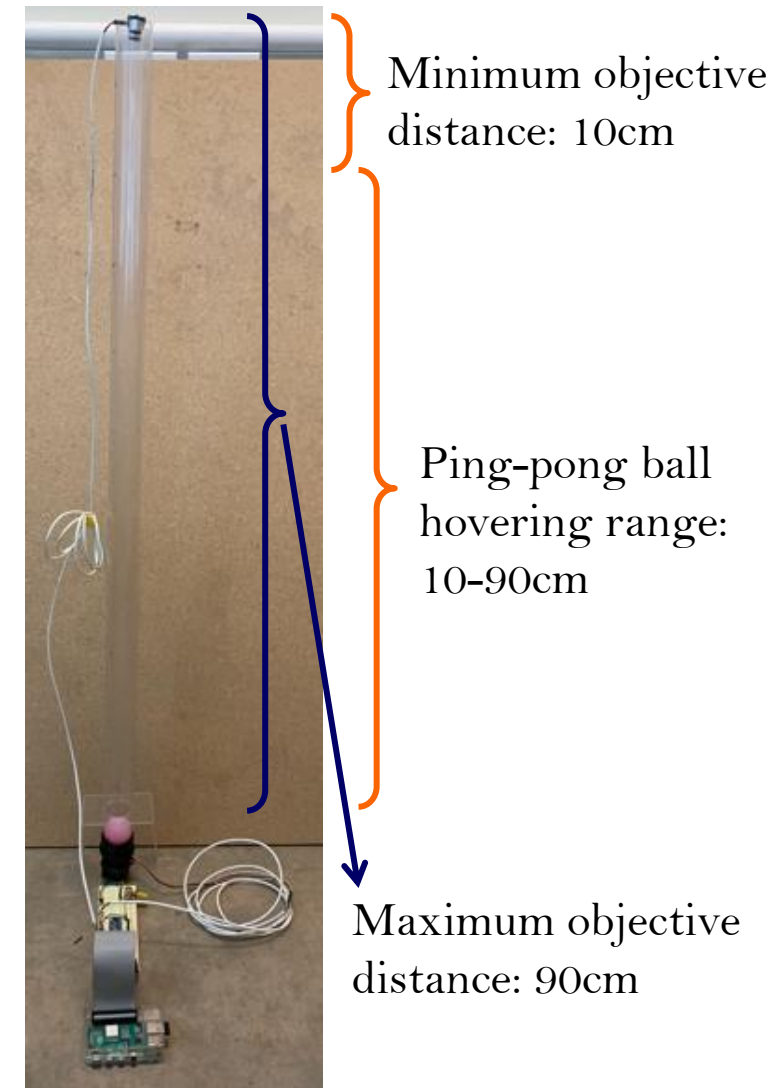 Minimum objective
distance: 10cm
Ping-pong ball
hovering range:
10-90cm
Maximum objective
distance: 90cm